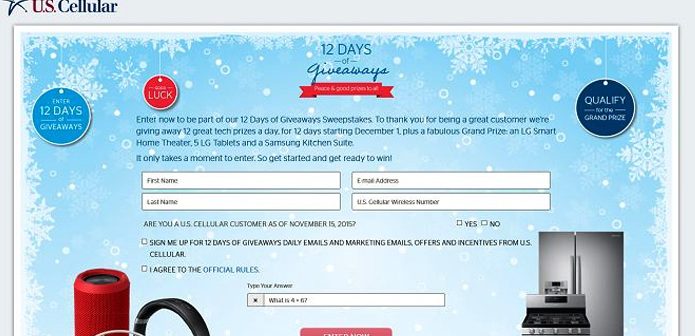 U.S. Cellular
12 DAYS
of
Giveaways
Peace & good prizes to all
ENTER
12 DAYS
of
GIVEAWAYS
GOOD
LUCK
QUALIFY
for the
GRAND PRIZE
Enter now to be part of our 12 Days of Giveaways Sweepstakes. To thank you for being a great customer we're
giving away 12 great tech prizes a day, for 12 days starting December 1, plus a fabulous Grand Prize: an LG Smart
Home Theater, 5 LG Tablets and a Samsung Kitchen Suite.
It only takes a moment to enter. So get started and get ready to win!
First Name
E-mail Address
Last Name
U.S. Cellular Wireless Number
ARE YOU A U.S. CELLULAR CUSTOMER AS OF NOVEMBER 15, 2015? YES NO
SIGN ME UP FOR 12 DAYS OF GIVEAWAYS DAILY EMAILS AND MARKETING EMAILS, OFFERS AND INCENTIVES FROM U.S.
CELLULAR.
I AGREE TO THE OFFICIAL RULES.
Type Your Answer
What is 4 + 6?
ENTER NOW